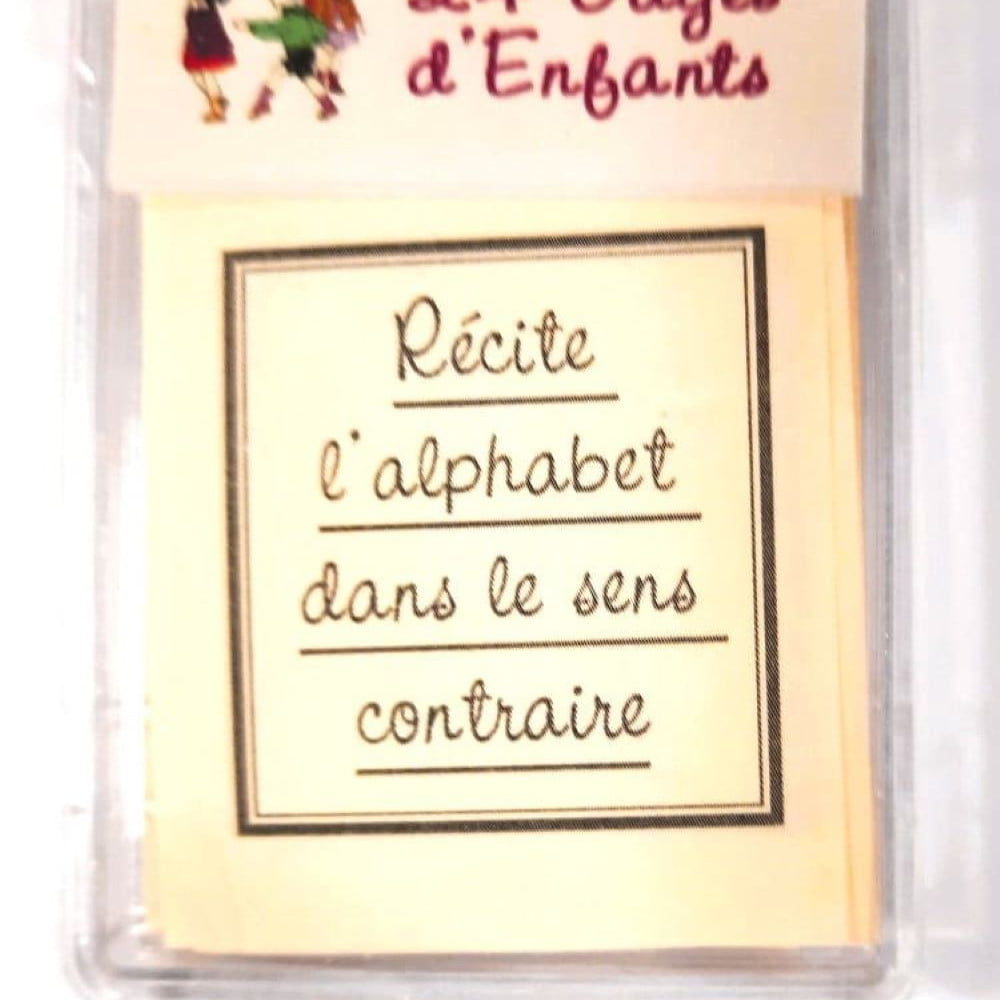 d'Enfants
Récite
l'alphabet
dans le sens
contraire